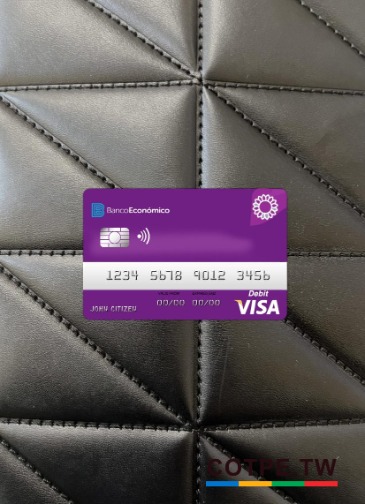 BancoEconómico
1234 5678 9012 3456
00/00 00/00
Debit
JOHN CITIZEN
VISA
COTPE.TW